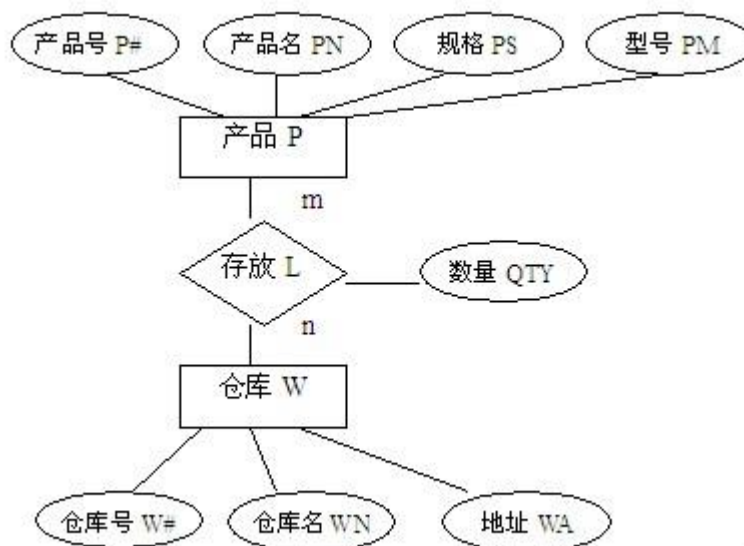 产品号 P#
产品名 PN
规格 PS
型号 PM
产品 P
m
存放 L
数量 QTY
n
仓库 W
仓库号 W#
仓库名 WN
地址 WA